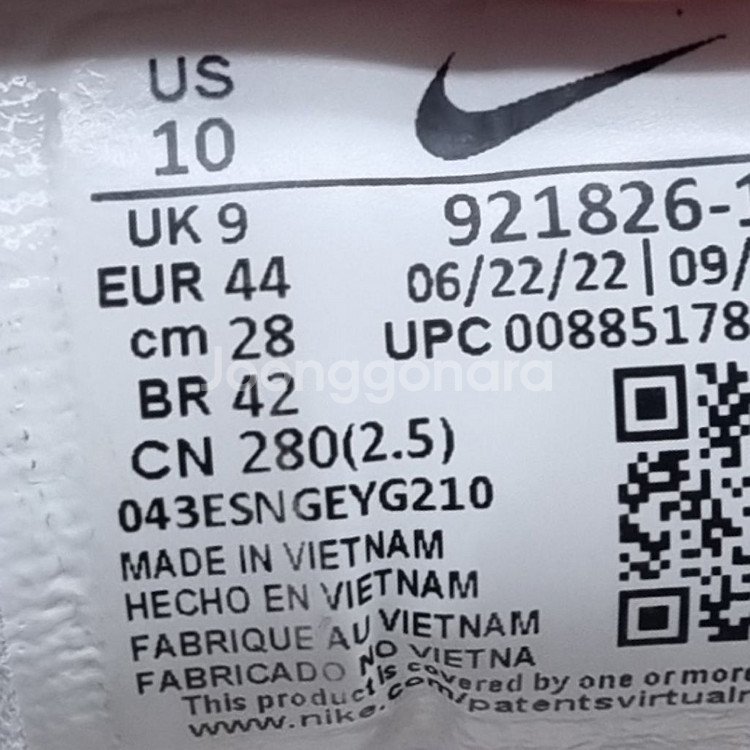 US
10
UK 9
921826-1
EUR 44
06/22/22 | 09/
cm 28
UPC 00885178
Joonggonara
BR 42
CN 280(2.5)
043ESNGEYG210
MADE IN VIETNAM
HECHO EN VIETNAM
FABRIQUE AU VIETNAM
FABRICADO NO VIETNA
This product is covered by one or more
www.nike.com/patentsvirtual